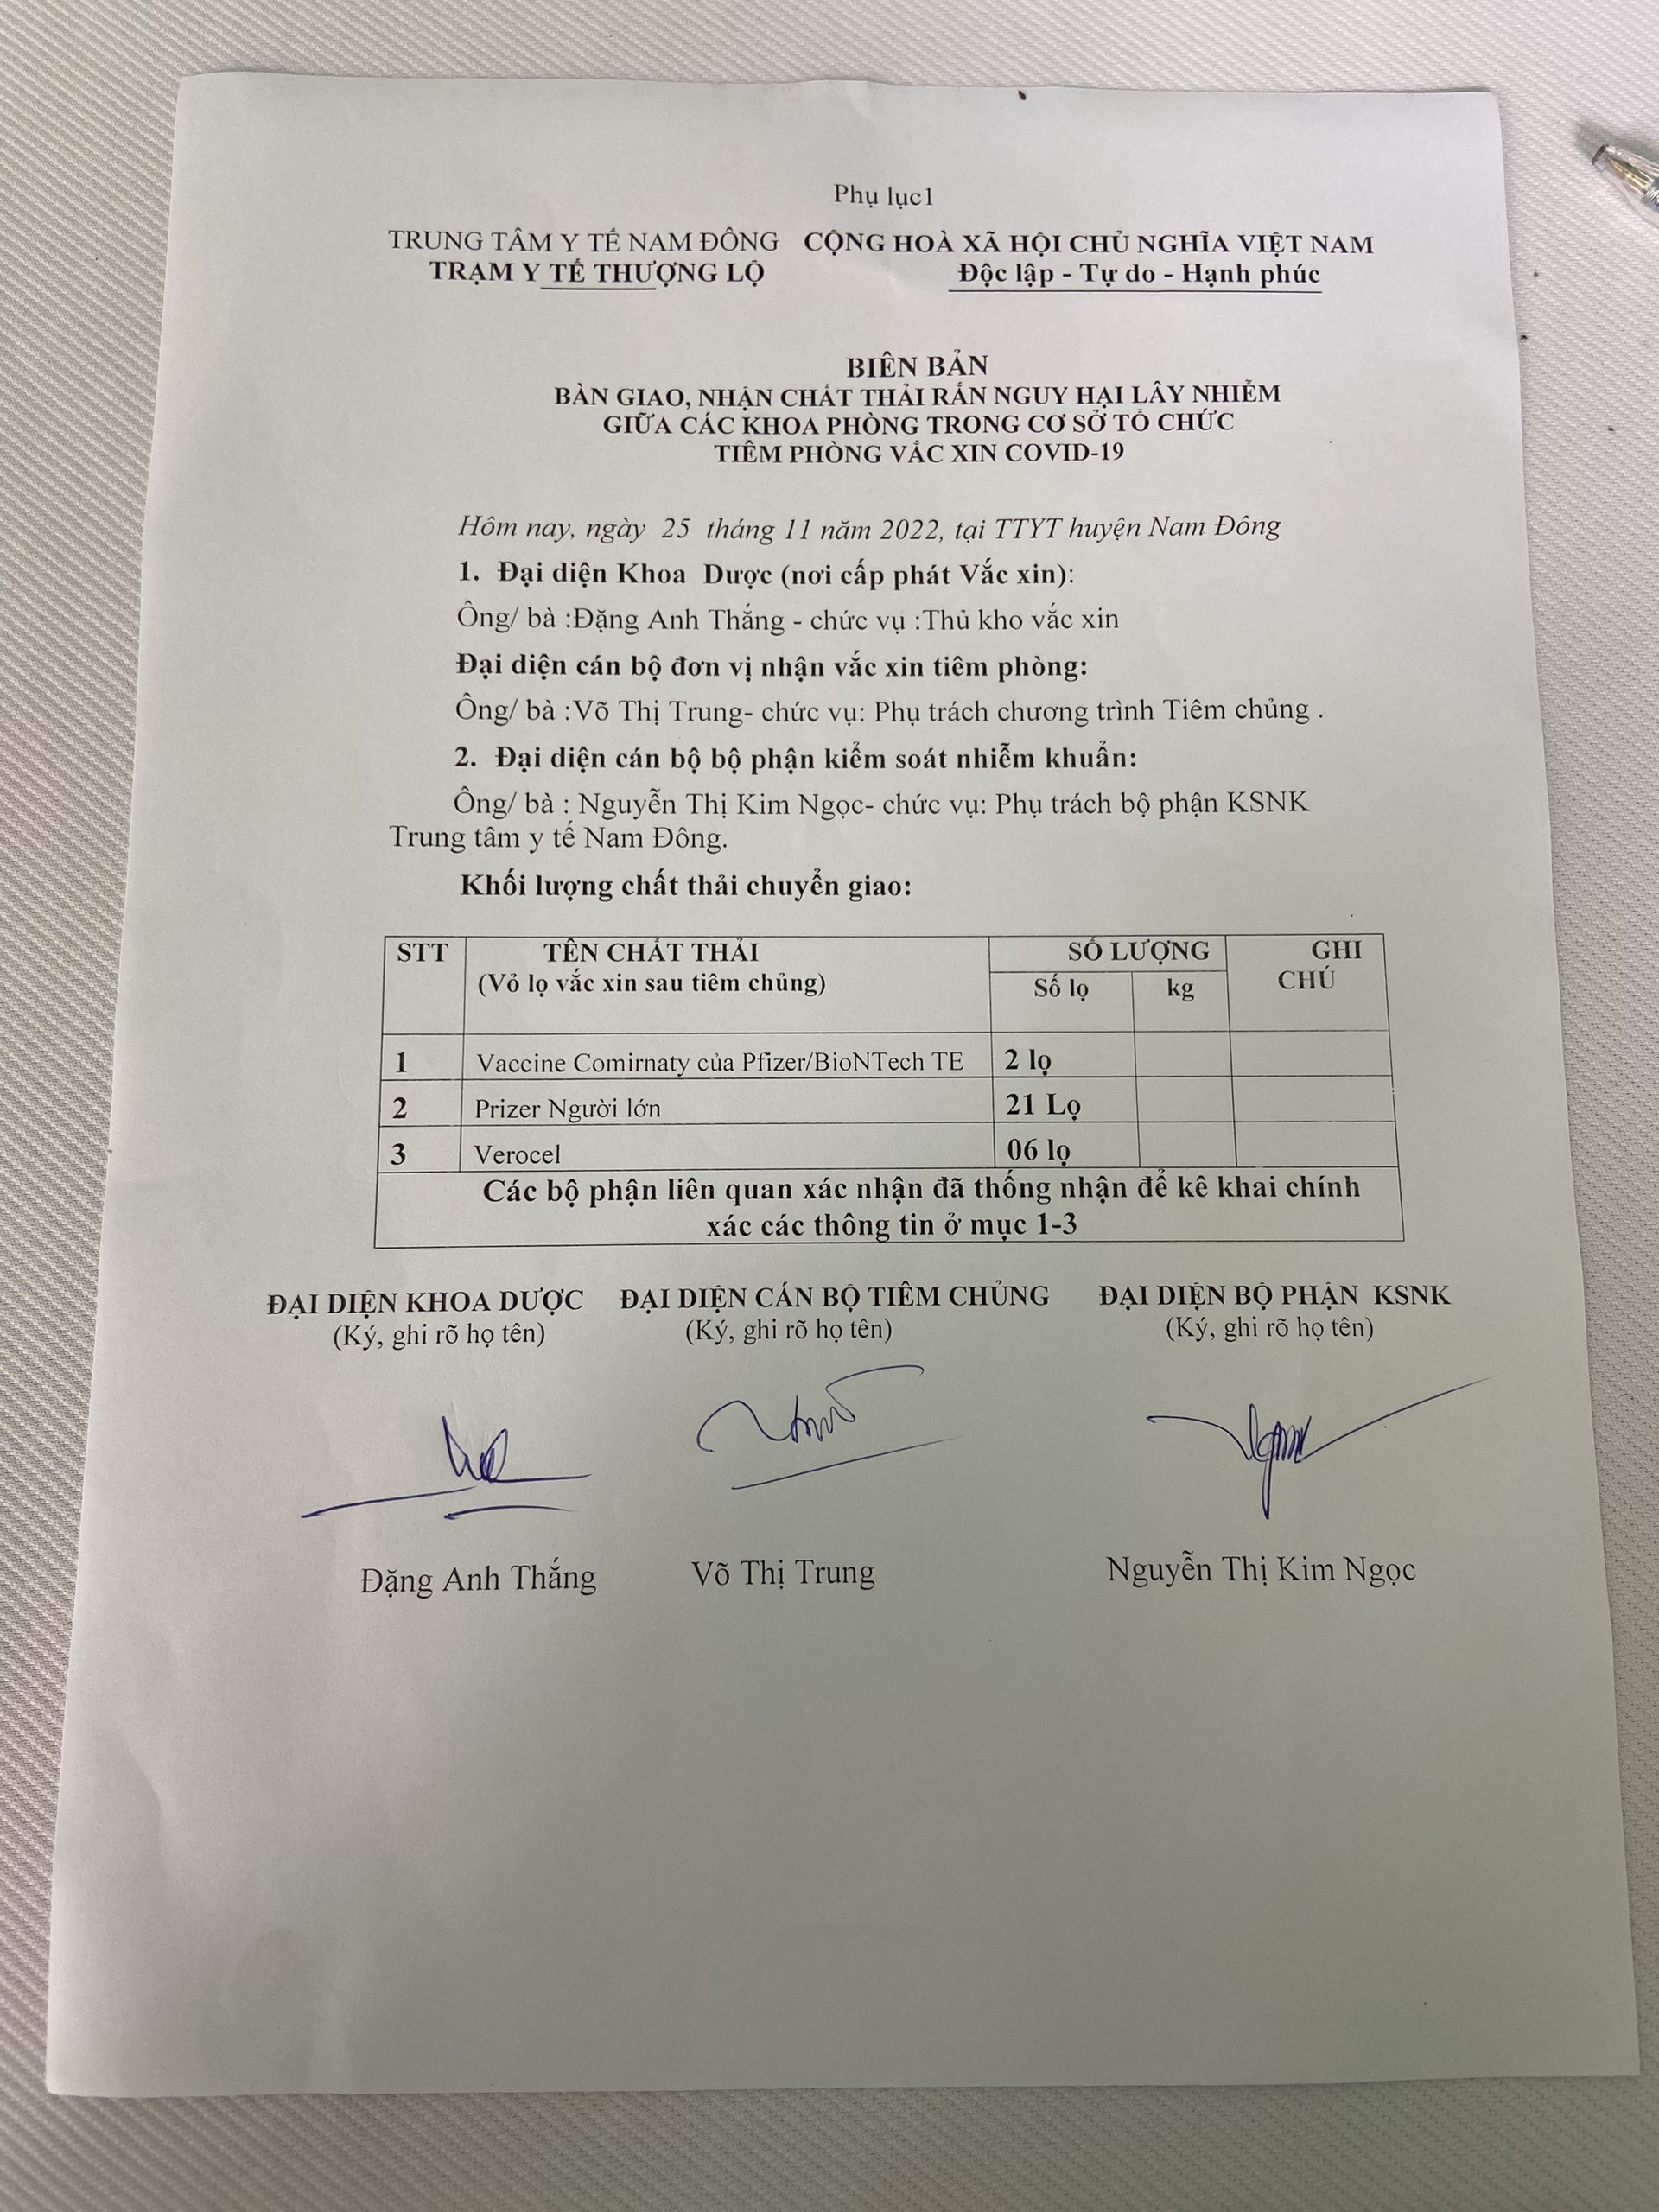 Phụ lục1
TRUNG TÂM Y TẾ NAM ĐÔNG CỘNG HOÀ XÃ HỘI CHỦ NGHĨA VIỆT NAM
TRẠM Y TẾ THƯỢNG LỘ Độc lập - Tự do - Hạnh phúc
BIÊN BẢN
BÀN GIAO, NHẬN CHẤT THẢI RẮN NGUY HẠI LÂY NHIỄM
GIỮA CÁC KHOA PHÒNG TRONG CƠ SỞ TỔ CHỨC
TIÊM PHÒNG VẮC XIN COVID-19
Hôm nay, ngày 25 tháng 11 năm 2022, tại TTYT huyện Nam Đông
1. Đại diện Khoa Dược (nơi cấp phát Vắc xin):
Ông/ bà :Đặng Anh Thắng - chức vụ :Thủ kho vắc xin
Đại diện cán bộ đơn vị nhận vắc xin tiêm phòng:
Ông/ bà :Võ Thị Trung- chức vụ: Phụ trách chương trình Tiêm chủng .
2. Đại diện cán bộ bộ phận kiểm soát nhiễm khuẩn:
Ông/ bà : Nguyễn Thị Kim Ngọc- chức vụ: Phụ trách bộ phận KSNK
Trung tâm y tế Nam Đông.
Khối lượng chất thải chuyển giao:
STT TÊN CHẤT THẢI SỐ LƯỢNG GHI
(Vỏ lọ vắc xin sau tiêm chủng) Số lọ kg CHÚ
1 Vaccine Comirnaty của Pfizer/BioNTech TE 2 lọ
2 Prizer Người lớn 21 Lọ
3 Verocel 06 lọ
Các bộ phận liên quan xác nhận đã thống nhận để kê khai chính
xác các thông tin ở mục 1-3
ĐẠI DIỆN KHOA DƯỢC ĐẠI DIỆN CÁN BỘ TIÊM CHỦNG ĐẠI DIỆN BỘ PHẬN KSNK
(Ký, ghi rõ họ tên) (Ký, ghi rõ họ tên) (Ký, ghi rõ họ tên)
Đặng Anh Thắng Võ Thị Trung Nguyễn Thị Kim Ngọc